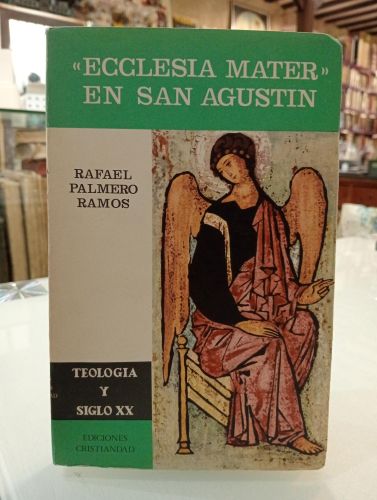 «ECCLESIA MATER»
EN SAN AGUSTIN
RAFAEL
PALMERO
RAMOS
TEOLOGIA
Y
SIGLO XX
EDICIONES
CRISTIANDAD